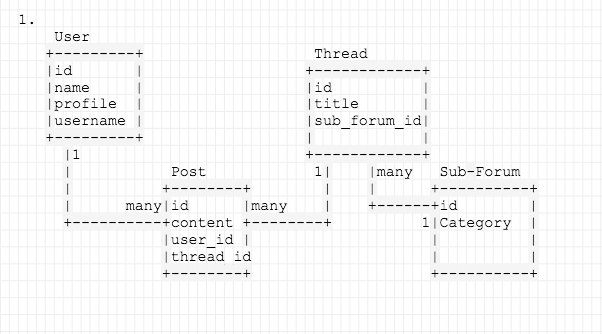 1.
User
id
name
profile
username
1
Thread
id
title
sub_forum_id
1
many
Post
many
id
many
content
user_id
thread id
Sub-Forum
id
1
Category